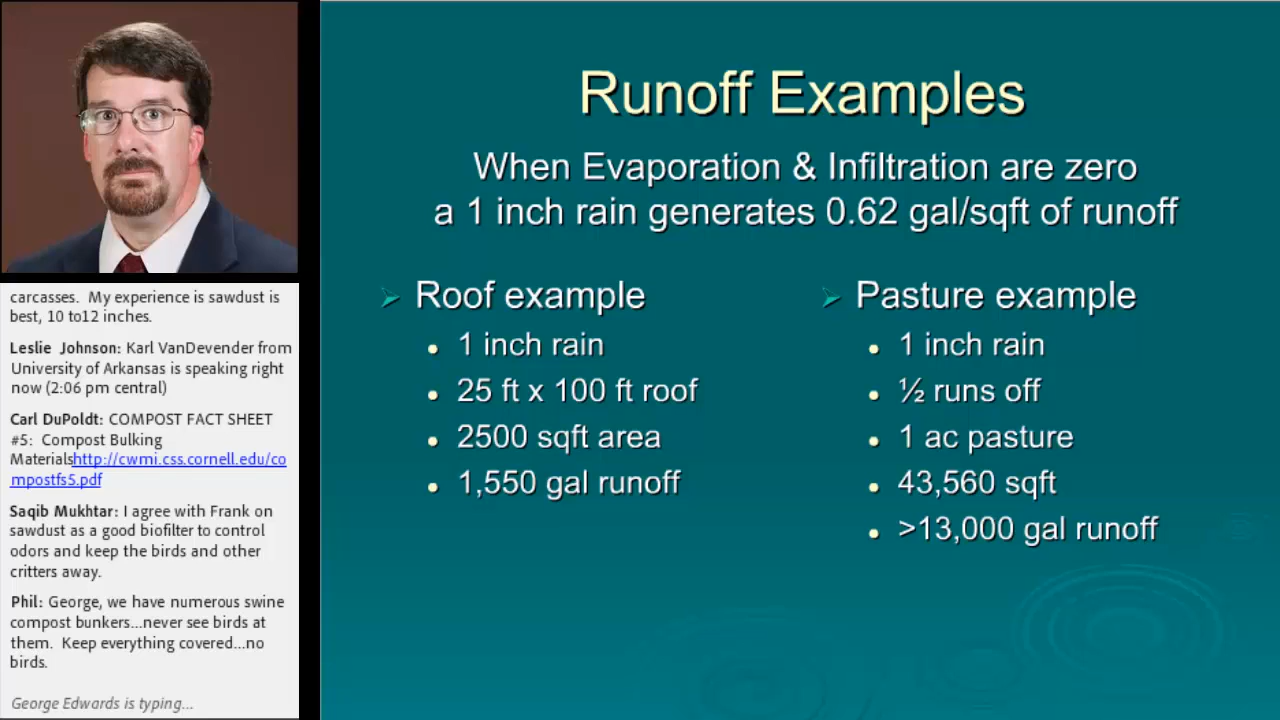 Runoff Examples
When Evaporation & Infiltration are zero
a 1 inch rain generates 0.62 gal/sqft of runoff
Roof example
1 inch rain
25 ft x 100 ft roof
2500 sqft area
1,550 gal runoff
Pasture example
1 inch rain
½ runs off
1 ac pasture
43,560 sqft
>13,000 gal runoff
carcasses. My experience is sawdust is
best, 10 to12 inches.
Leslie Johnson: Karl VanDevender from
University of Arkansas is speaking right
now (2:06 pm central)
Carl DuPoldt: COMPOST FACT SHEET
#5: Compost Bulking
Materialshttp://cwmi.css.cornell.edu/co
mpostfs5.pdf
Saqib Mukhtar: I agree with Frank on
sawdust as a good biofilter to control
odors and keep the birds and other
critters away.
Phil: George, we have numerous swine
compost bunkers...never see birds at
them. Keep everything covered...no
birds.
George Edwards is typing...